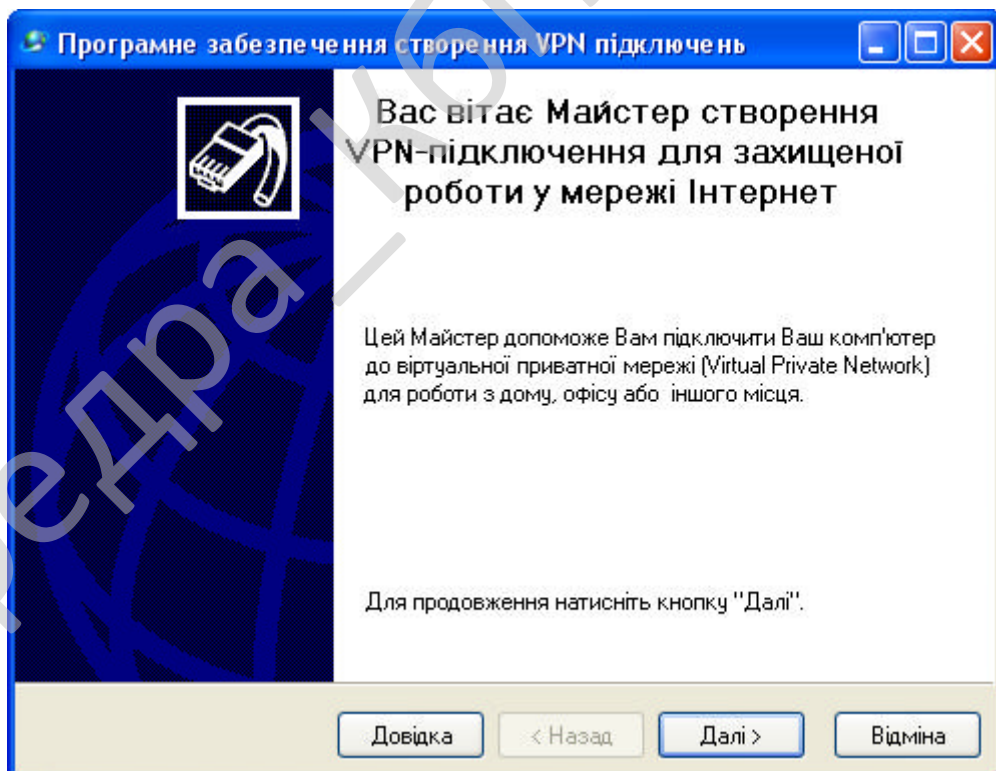 Програмне забезпечення створення VPN підключень
Вас вітає Майстер створення
VPN-підключення для захищеної
роботи у мережі Інтернет
Цей Майстер допоможе Вам підключити Ваш комп'ютер
до віртуальної приватної мережі (Virtual Private Network)
для роботи з дому, офісу або іншого місця.
Для продовження натисніть кнопку "Далі".
Довідка
< Назад
Далі >
Відміна